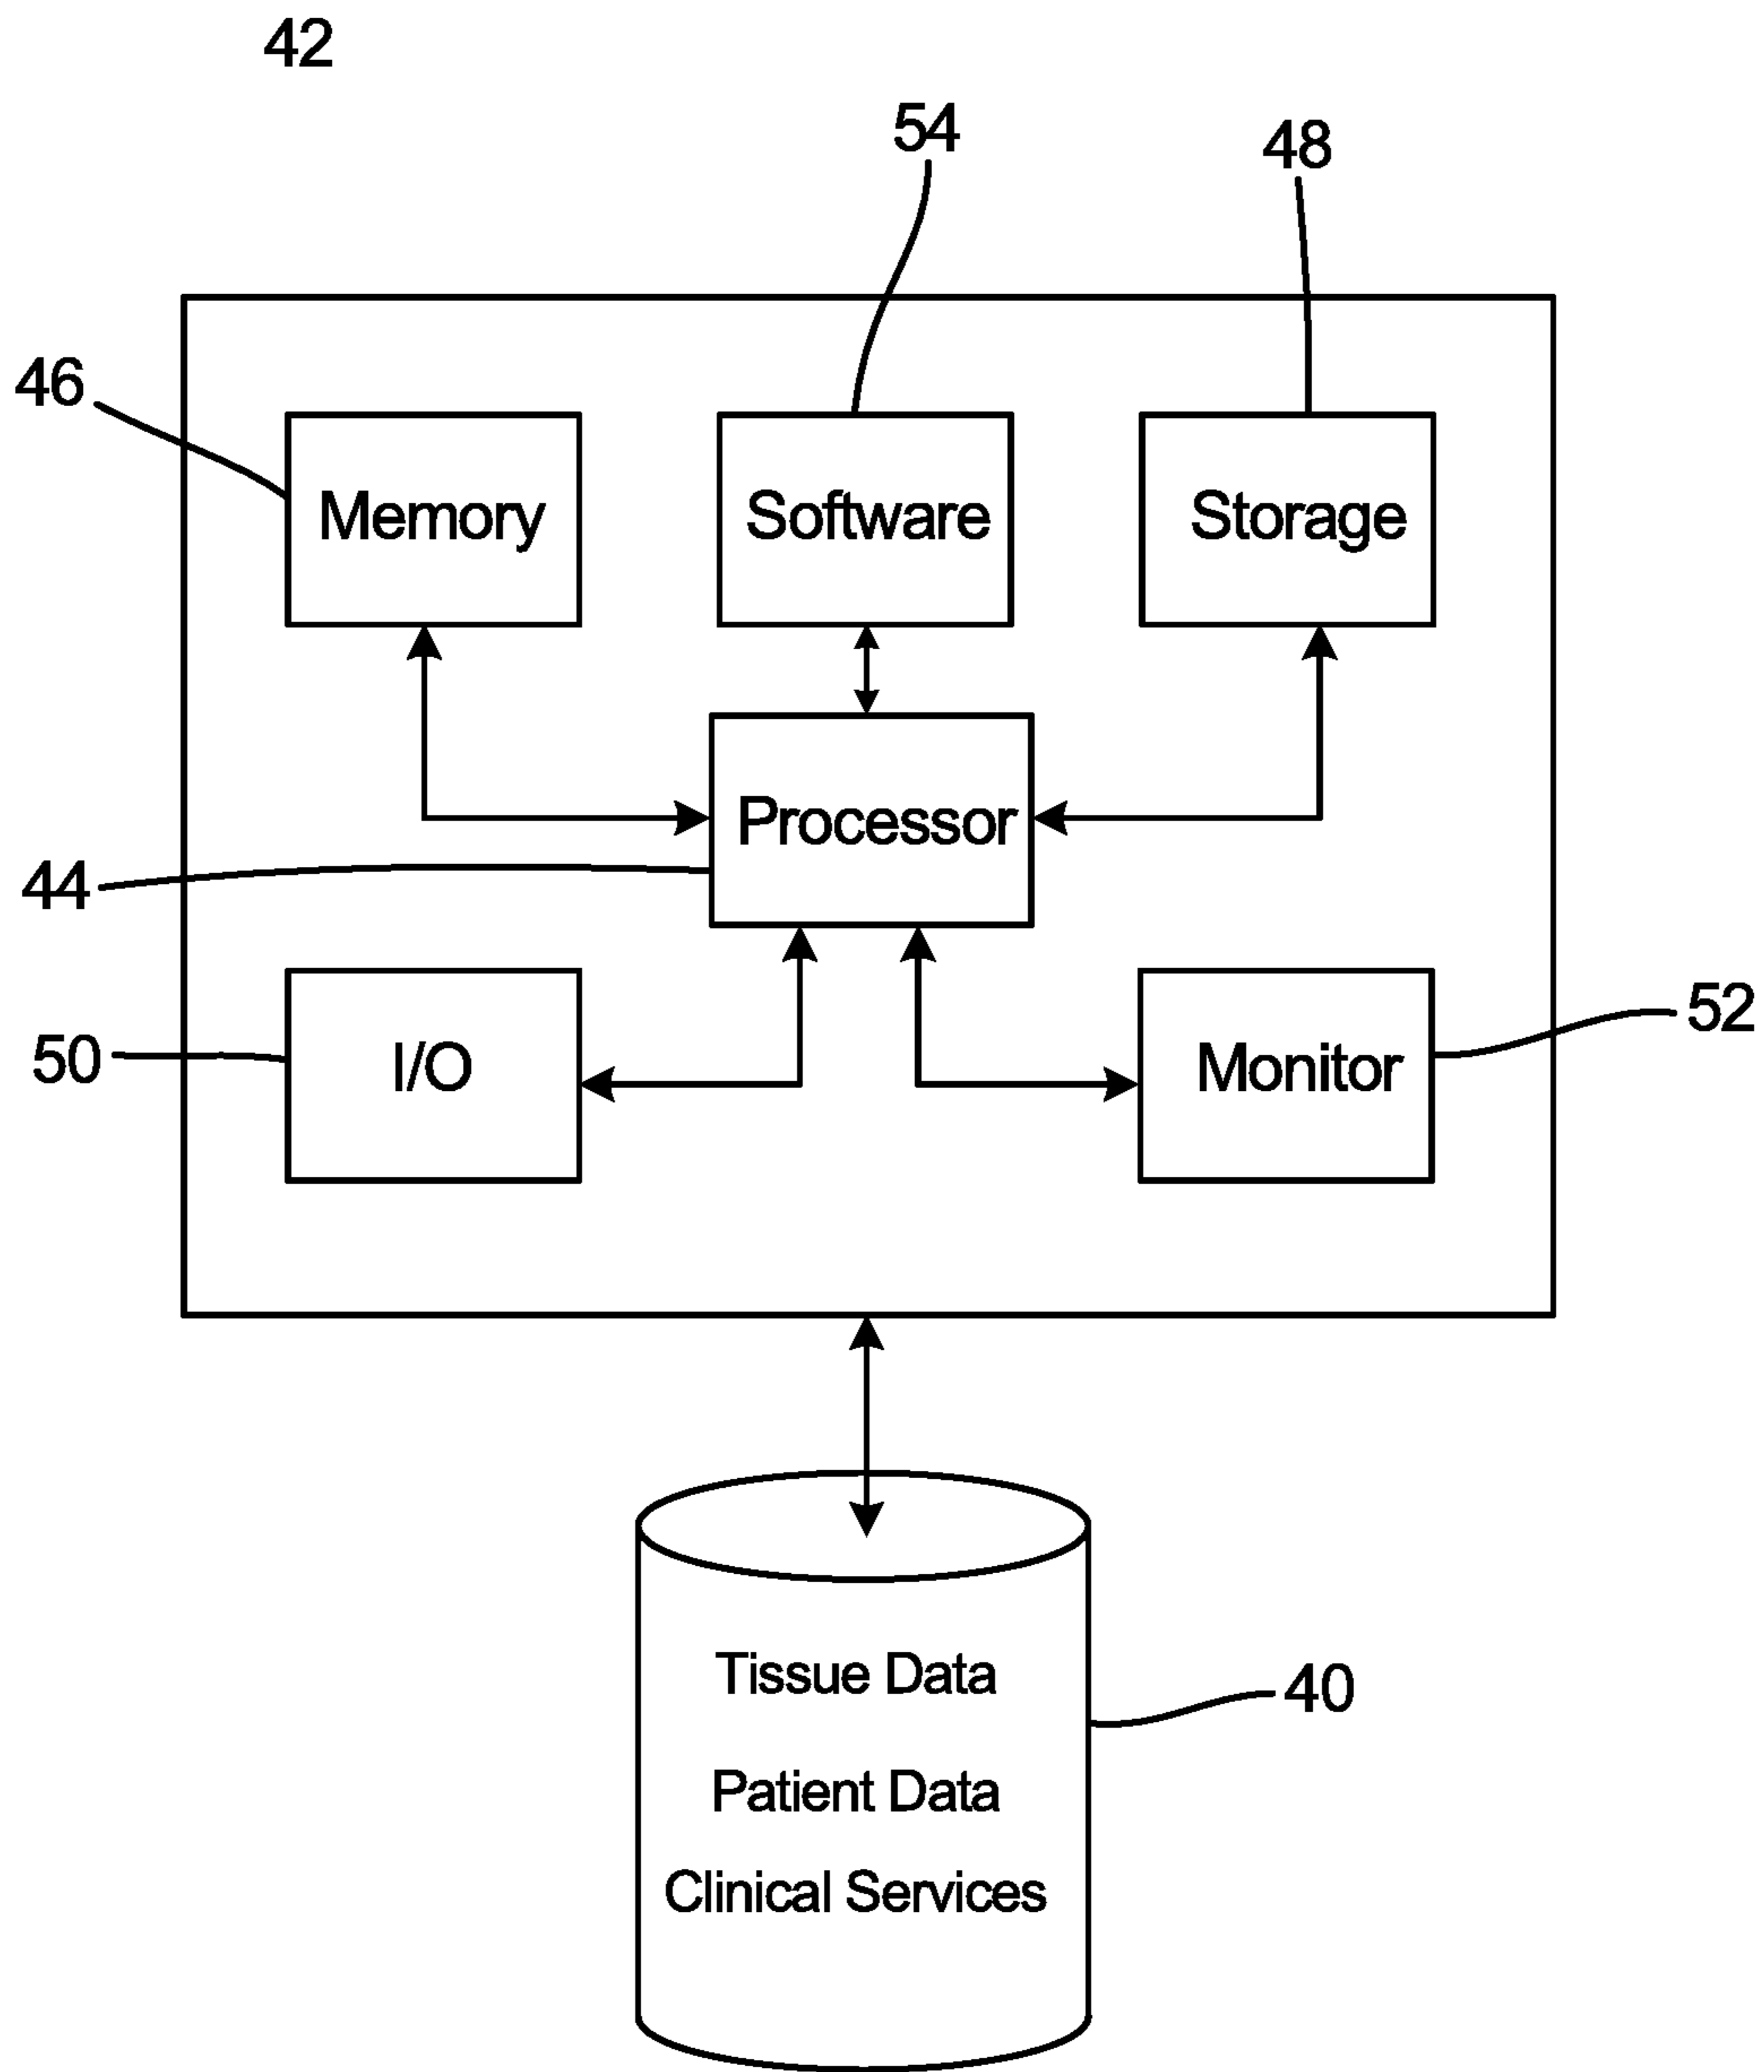 42
54
48
46
Memory
Software
Storage
Processor
44
I/O
Monitor
52
50
Tissue Data
40
Patient Data
Clinical Services